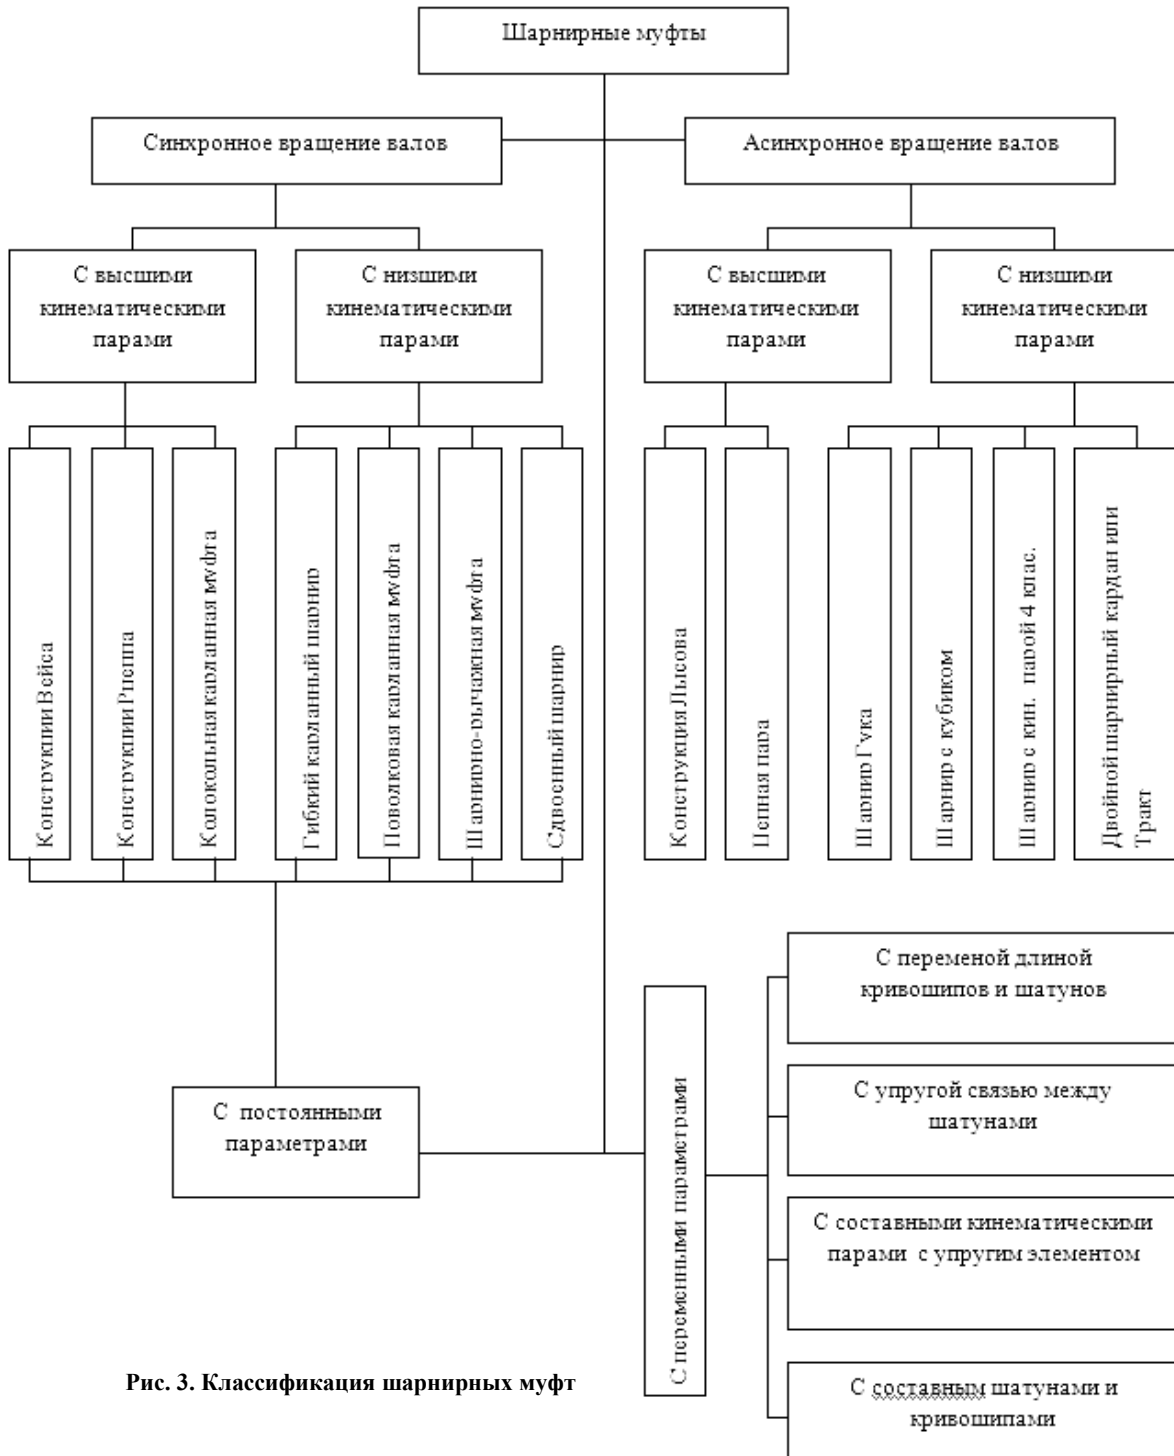 Шарнирные муфты
Синхронное вращение валов
Асинхронное вращение валов
С высшими
кинематическими
парами
С низшими
кинематическими
парами
С высшими
кинематическими
парами
С низшими
кинематическими
парами
Конструкции Вейса
Конструкции Рцеппа
Колокольная карданная муфта
Гибкий карданный шарнир
Поводковая карданная муфта
Шарнирно-рычажная муфта
Сдвоенный шарнир
Конструкция Лысова
Цепная пара
Шарнир Гука
Шарнир с кубиком
Шарнир с кин. парой 4 клас.
Двойной шарнирный кардан или
Тракт
С переменой длиной
кривошипов и шатунов
С упругой связью между
шатунами
С постоянными
параметрами
С переменными параметрами
С составными кинематическими
парами с упругим элементом
С составным шатунами и
кривошипами
Рис. 3. Классификация шарнирных муфт